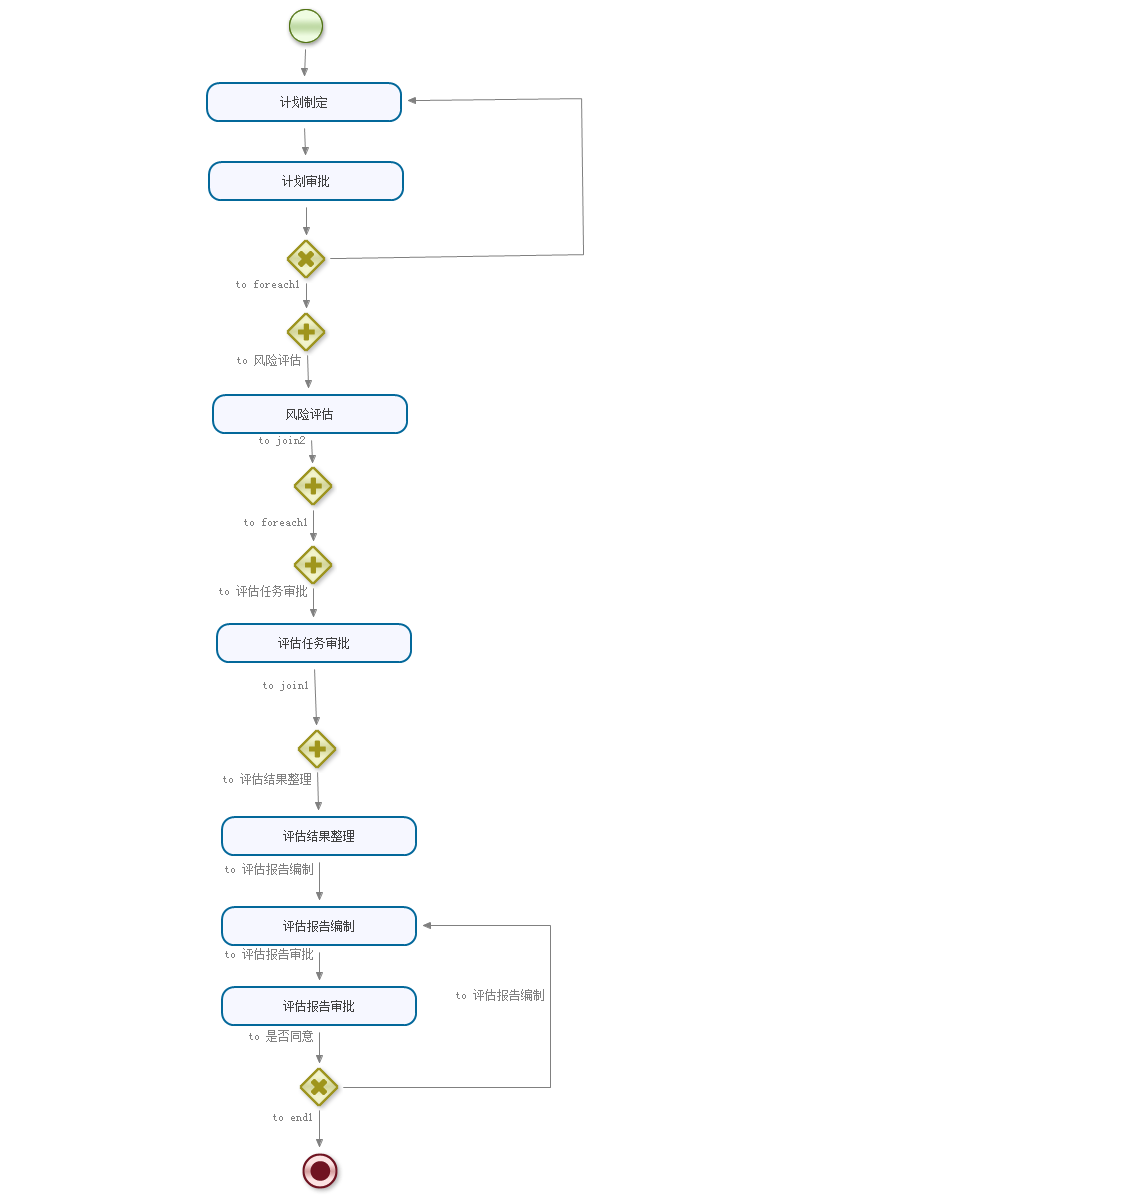 计划制定
计划审批
to foreach1
to 风险评估
风险评估
to join2
to foreach1
to 评估任务审批
评估任务审批
to join1
to 评估结果整理
评估结果整理
to 评估报告编制
评估报告编制
to 评估报告审批
to 评估报告编制
评估报告审批
to 是否同意
to end1